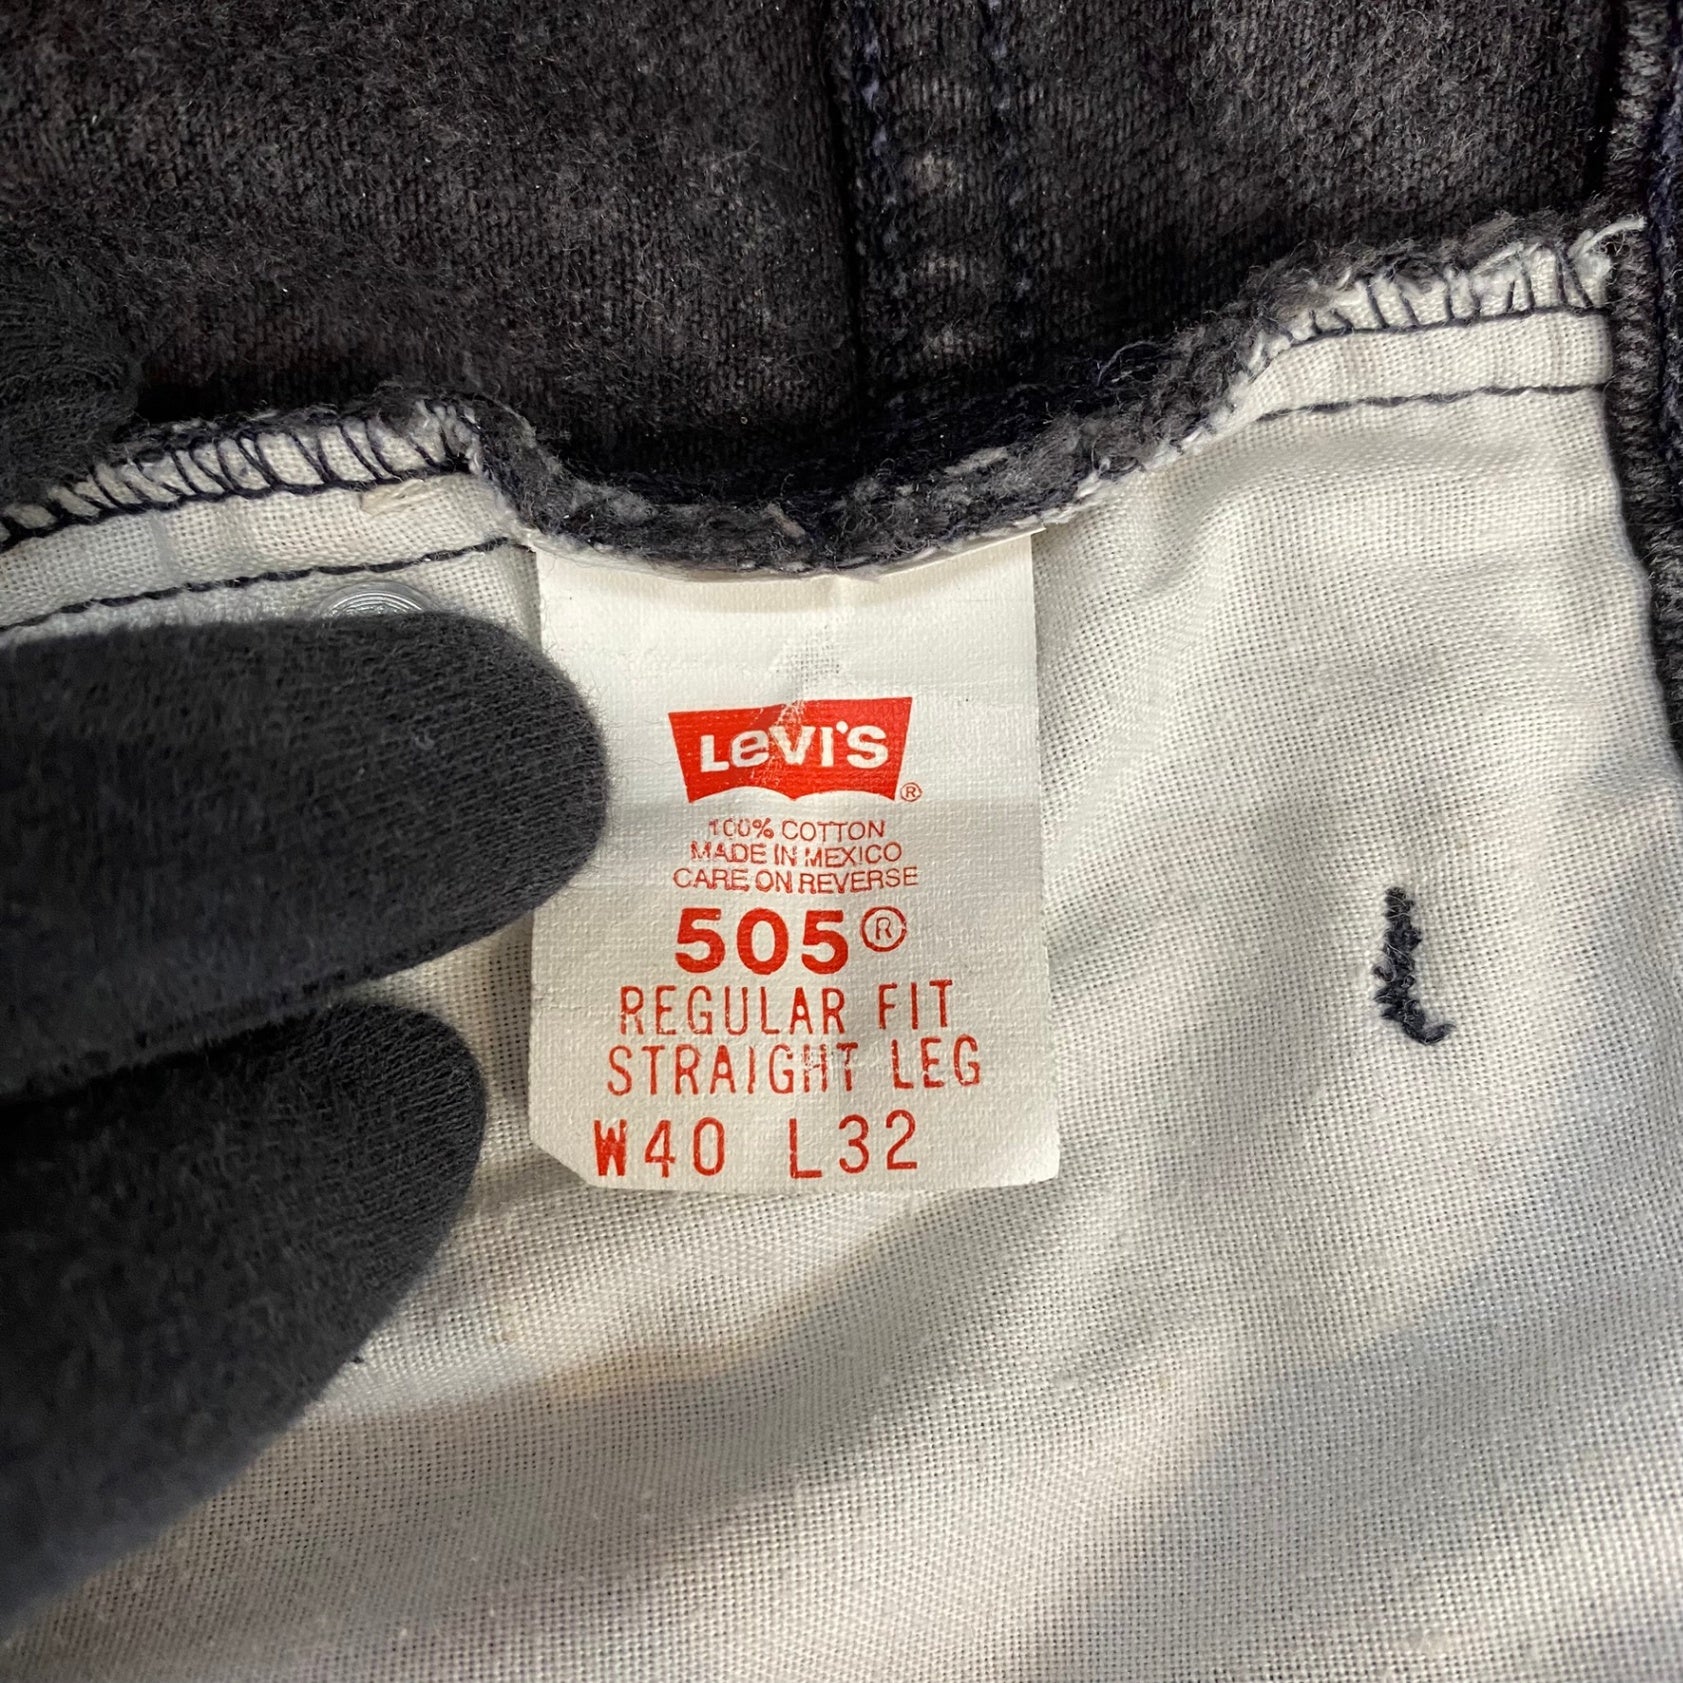 LEVI'S ®
100% COTTON
MADE IN MEXICO
CARE ON REVERSE
505®
REGULAR FIT
STRAIGHT LEG
W40 L32